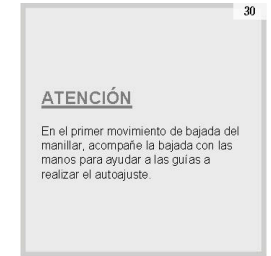 30
ATENCIÓN
En el primer movimiento de bajada del
manillar, acompañe la bajada con las
manos para ayudar a las guías a
realizar el autoajuste.